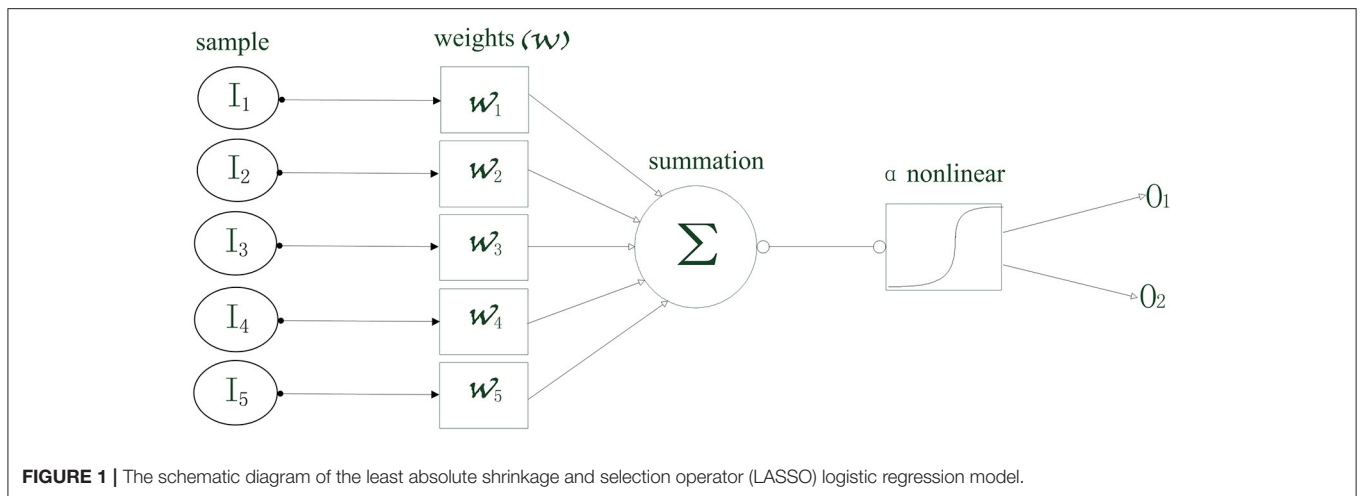 sample
weights (w)
I1
w1
I2
w2
summation
α nonlinear
I3
w3
Σ
O1
O2
I4
w4
I5
w5
FIGURE 1 | The schematic diagram of the least absolute shrinkage and selection operator (LASSO) logistic regression model.